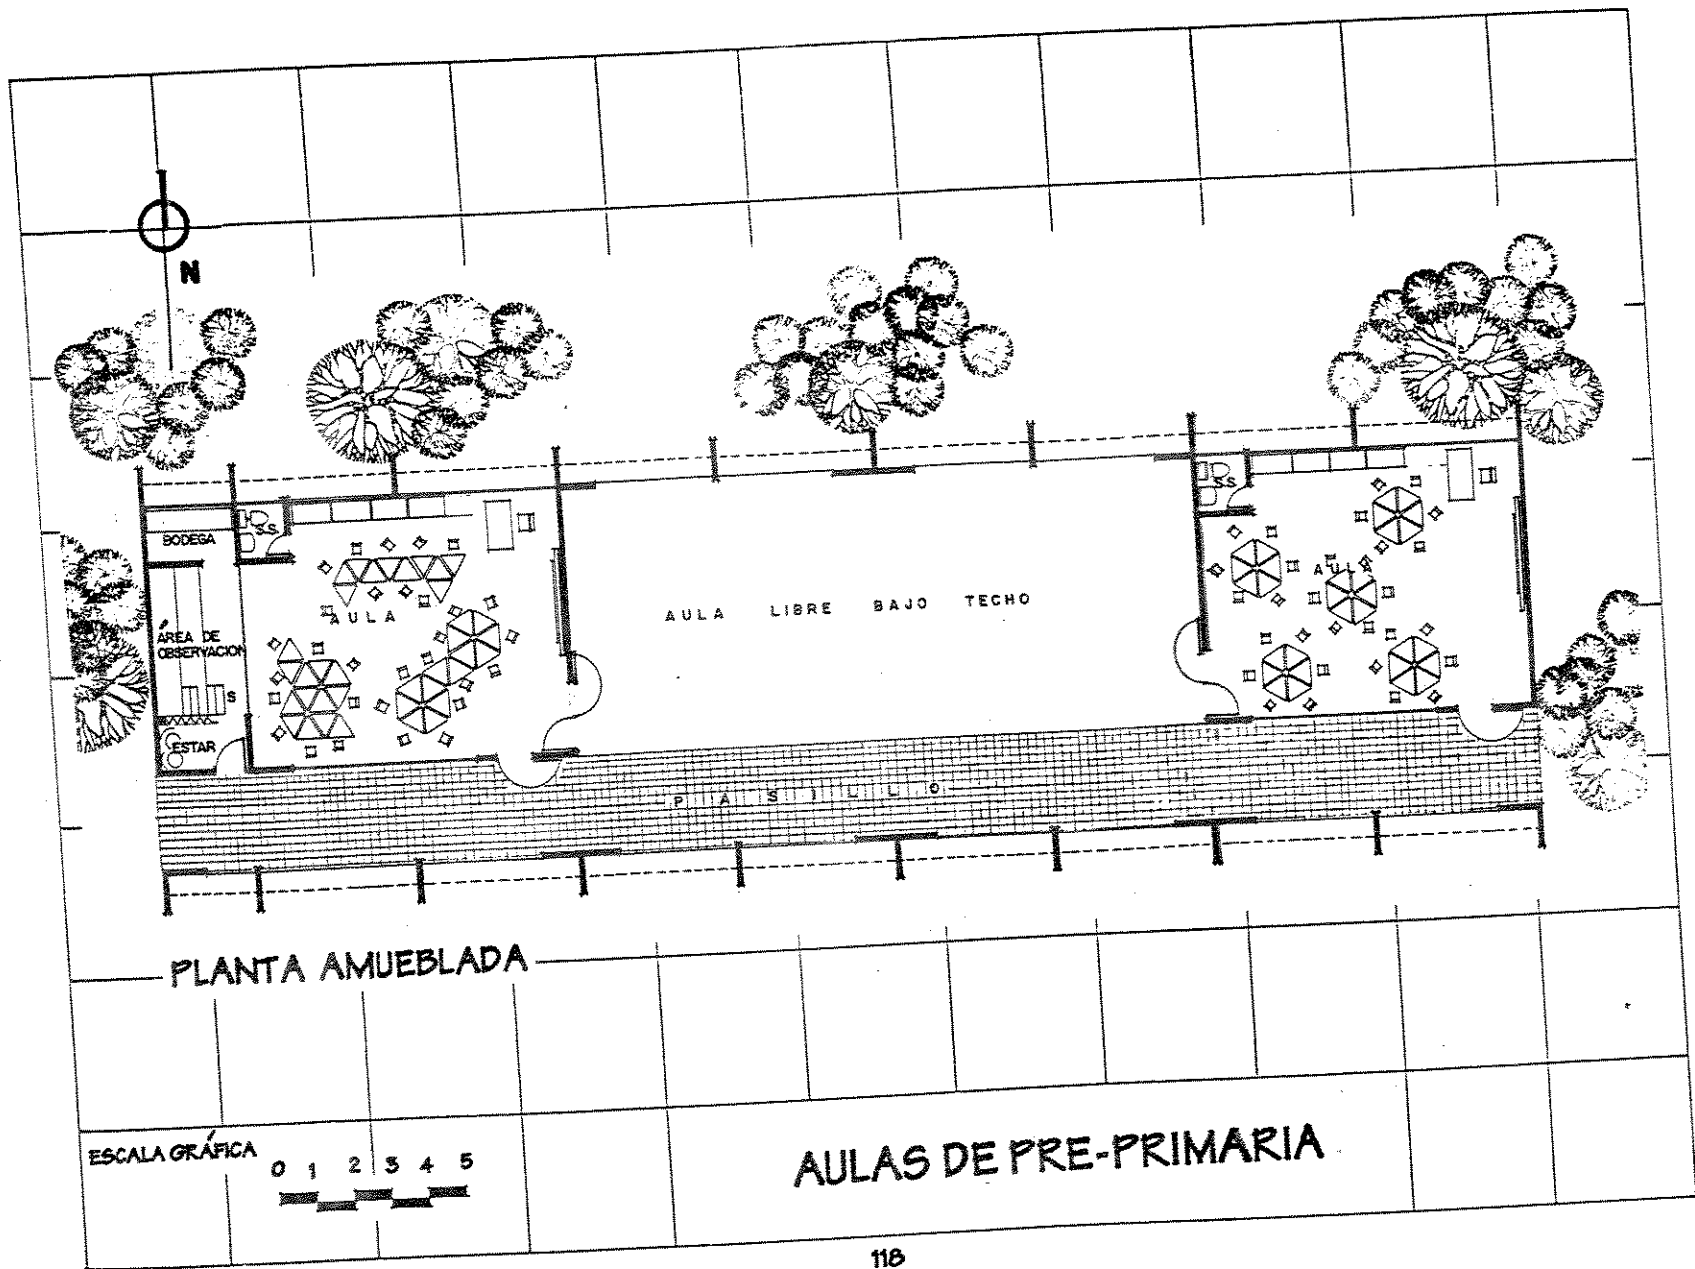 N
BODEGA
S.S.
S.S.
AULA
AULA LIBRE BAJO TECHO
AULA
ÁREA DE
OBSERVACION
S
ESTAR
PASILLO
PLANTA AMUEBLADA
ESCALA GRÁFICA
0 1 2 3 4 5
AULAS DE PRE-PRIMARIA
118